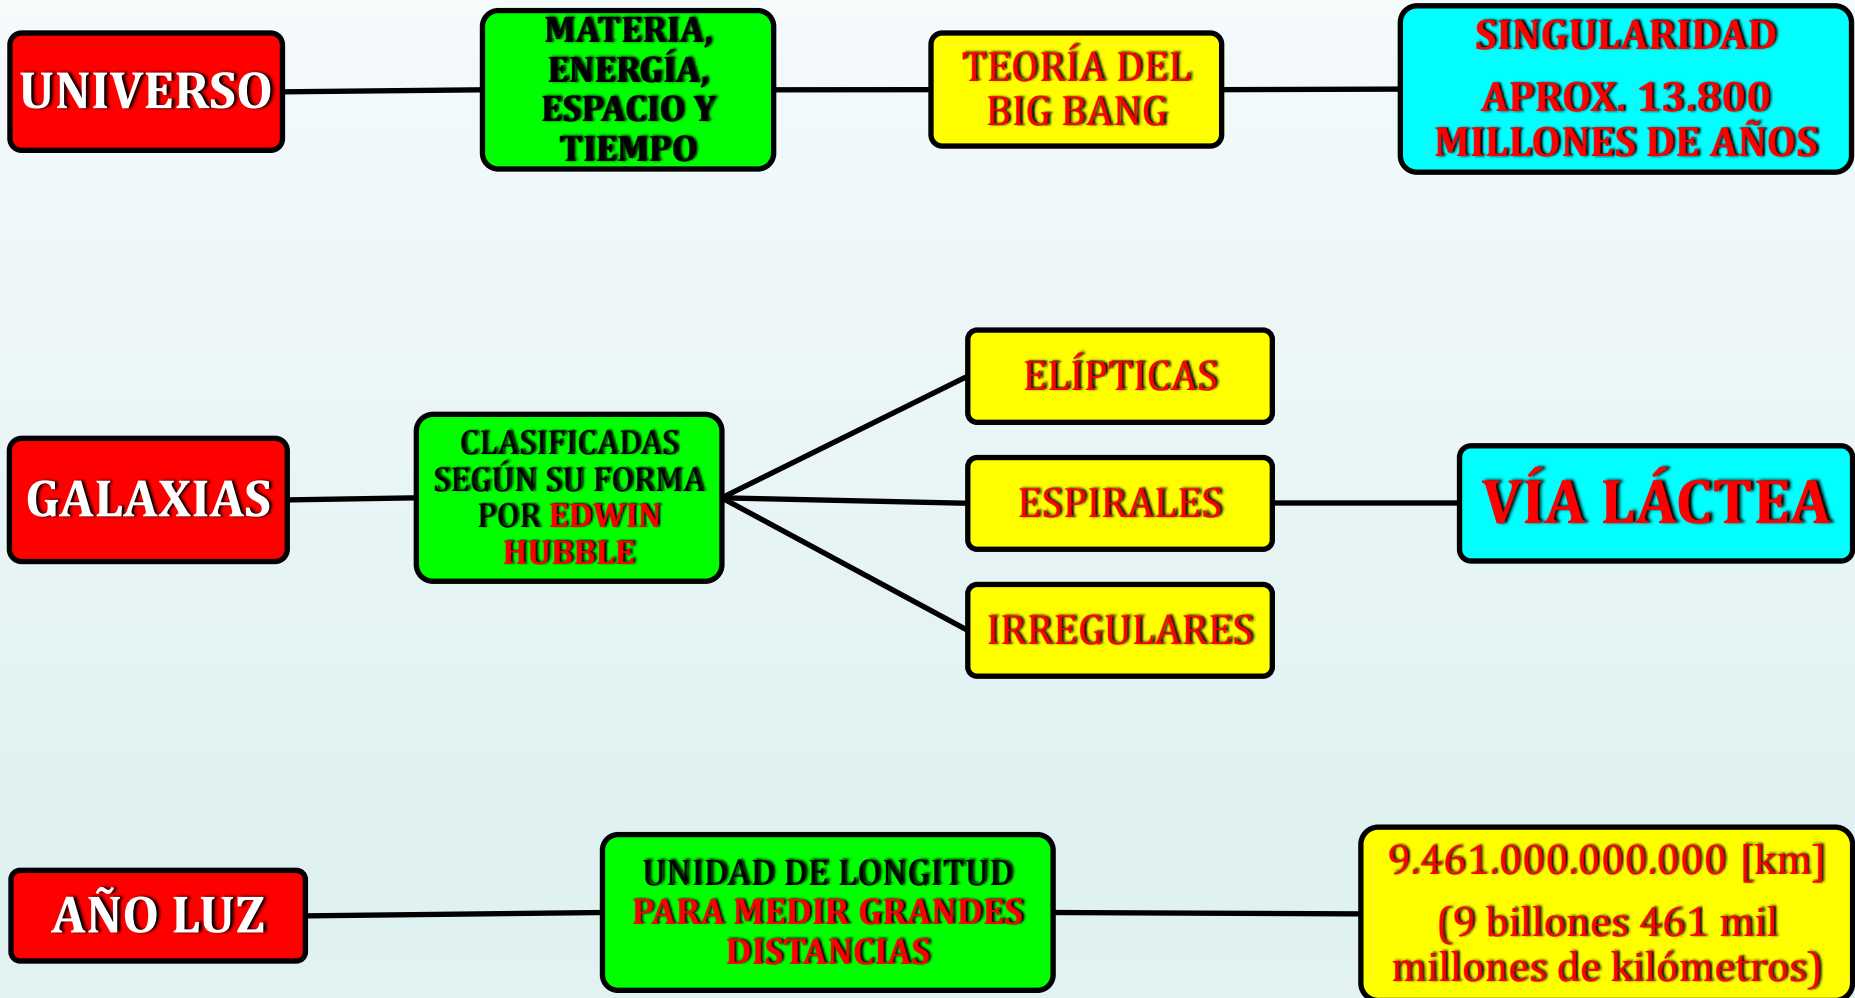 UNIVERSO
MATERIA,
ENERGÍA,
ESPACIO Y
TIEMPO
TEORÍA DEL
BIG BANG
SINGULARIDAD
APROX. 13.800
MILLONES DE AÑOS
GALAXIAS
CLASIFICADAS
SEGÚN SU FORMA
POR EDWIN
HUBBLE
ELÍPTICAS
ESPIRALES
IRREGULARES
VÍA LÁCTEA
AÑO LUZ
UNIDAD DE LONGITUD
PARA MEDIR GRANDES
DISTANCIAS
9.461.000.000.000 [km]
(9 billones 461 mil
millones de kilómetros)